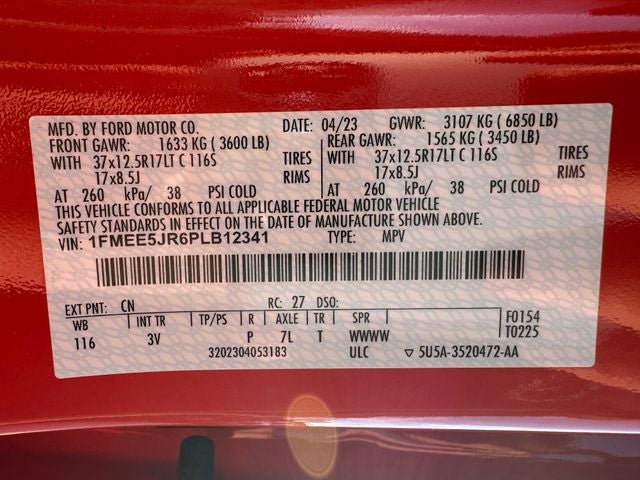 MFD. BY FORD MOTOR CO. DATE: 04/23 GVWR: 3107 KG ( 6850 LB)
FRONT GAWR: 1633 KG ( 3600 LB) REAR GAWR: 1565 KG ( 3450 LB)
WITH 37x12.5R17LT C 116S TIRES WITH 37x12.5R17LT C 116S TIRES
17x8.5J RIMS 17x8.5J RIMS
AT 260 kPa/ 38 PSI COLD AT 260 kPa/ 38 PSI COLD
THIS VEHICLE CONFORMS TO ALL APPLICABLE FEDERAL MOTOR VEHICLE
SAFETY STANDARDS IN EFFECT ON THE DATE OF MANUFACTURE SHOWN ABOVE.
VIN: 1FMEE5JR6PLB12341 TYPE: MPV
EXT PNT: CN RC: 27 DSO:
WB INT TR TP/PS R AXLE TR SPR F0154
116 3V P 7L T WWWW T0225
3202304053183 ULC ▽ 5U5A-3520472-AA